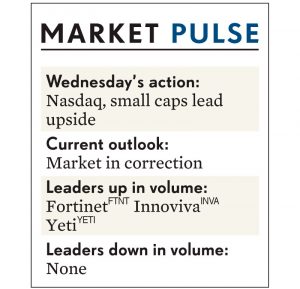 MARKET PULSE
Wednesday's action:
Nasdaq, small caps lead
upside
Current outlook:
Market in correction
Leaders up in volume:
Fortinet FTNT Innoviva INVA
Yeti YETI
Leaders down in volume:
None